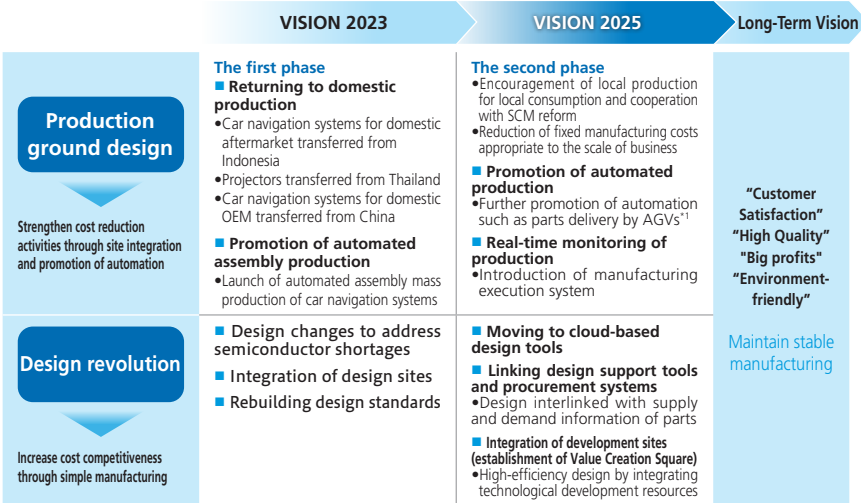 VISION 2023
VISION 2025
Long-Term Vision
Production
ground design
Strengthen cost reduction
activities through site integration
and promotion of automation
The first phase
■ Returning to domestic
production
•Car navigation systems for domestic
aftermarket transferred from
Indonesia
•Projectors transferred from Thailand
•Car navigation systems for domestic
OEM transferred from China
■ Promotion of automated
assembly production
•Launch of automated assembly mass
production of car navigation systems
The second phase
•Encouragement of local production
for local consumption and cooperation
with SCM reform
•Reduction of fixed manufacturing costs
appropriate to the scale of business
■ Promotion of automated
production
•Further promotion of automation
such as parts delivery by AGVs*1
■ Real-time monitoring of
production
•Introduction of manufacturing
execution system
Design revolution
Increase cost competitiveness
through simple manufacturing
■ Design changes to address
semiconductor shortages
■ Integration of design sites
■ Rebuilding design standards
■ Moving to cloud-based
design tools
■ Linking design support tools
and procurement systems
•Design interlinked with supply
and demand information of parts
■ Integration of development sites
(establishment of Value Creation Square)
•High-efficiency design by integrating
technological development resources
“Customer
Satisfaction”
“High Quality”
"Big profits"
“Environment-
friendly”
Maintain stable
manufacturing